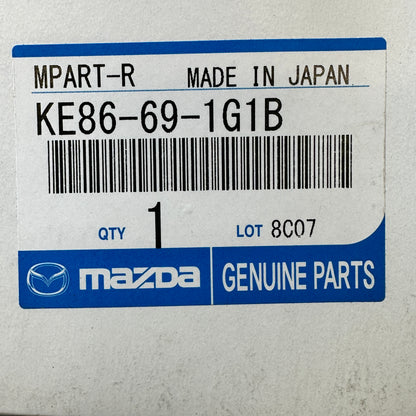 MPART-R MADE IN JAPAN
KE86-69-1G1B
QTY 1 LOT 8C07
mazda GENUINE PARTS